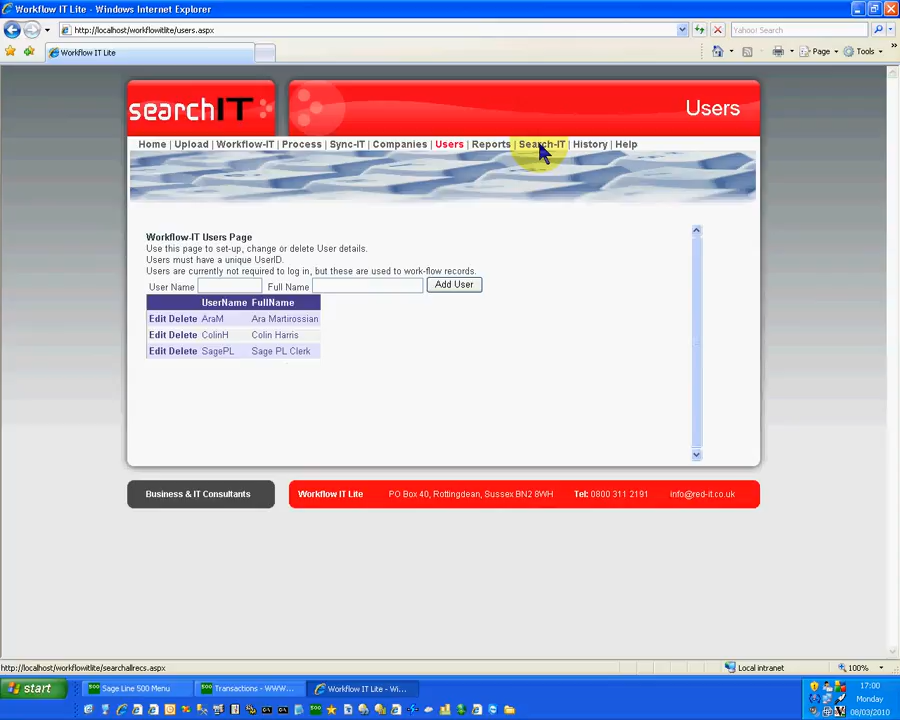 Workflow IT Lite - Windows Internet Explorer
http://localhost/workflowitlite/users.aspx
Yahoo! Search
Workflow IT Lite
Page
Tools
searchIT
Users
Home | Upload | Workflow-IT | Process | Sync-IT | Companies | Users | Reports | Search-IT | History | Help
Workflow-IT Users Page
Use this page to set-up, change or delete User details.
Users must have a unique UserID.
Users are currently not required to log in, but these are used to work-flow records.
User Name Full Name Add User
UserName FullName
Edit Delete AraM Ara Martirossian
Edit Delete ColinH Colin Harris
Edit Delete SagePL Sage PL Clerk
Business & IT Consultants
Workflow IT Lite PO Box 40, Rottingdean, Sussex BN2 8WH Tel: 0800 311 2191 info@red-it.co.uk
http://localhost/workflowitlite/searchallrecs.aspx
Local intranet
100%
start
500 Sage Line 500 Menu
500 Transactions - WWW...
Workflow IT Lite - Wi...
17:00
Monday
08/03/2010